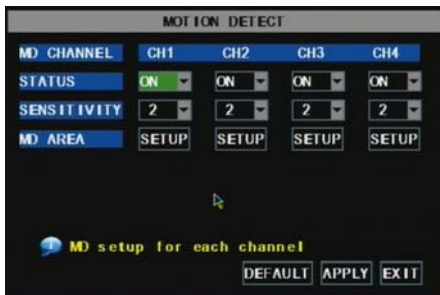 MOTION DETECT
MD CHANNEL CH1 CH2 CH3 CH4
STATUS ON ON ON ON
SENSITIVITY 2 2 2 2
MD AREA SETUP SETUP SETUP SETUP
MD setup for each channel
DEFAULT APPLY EXIT